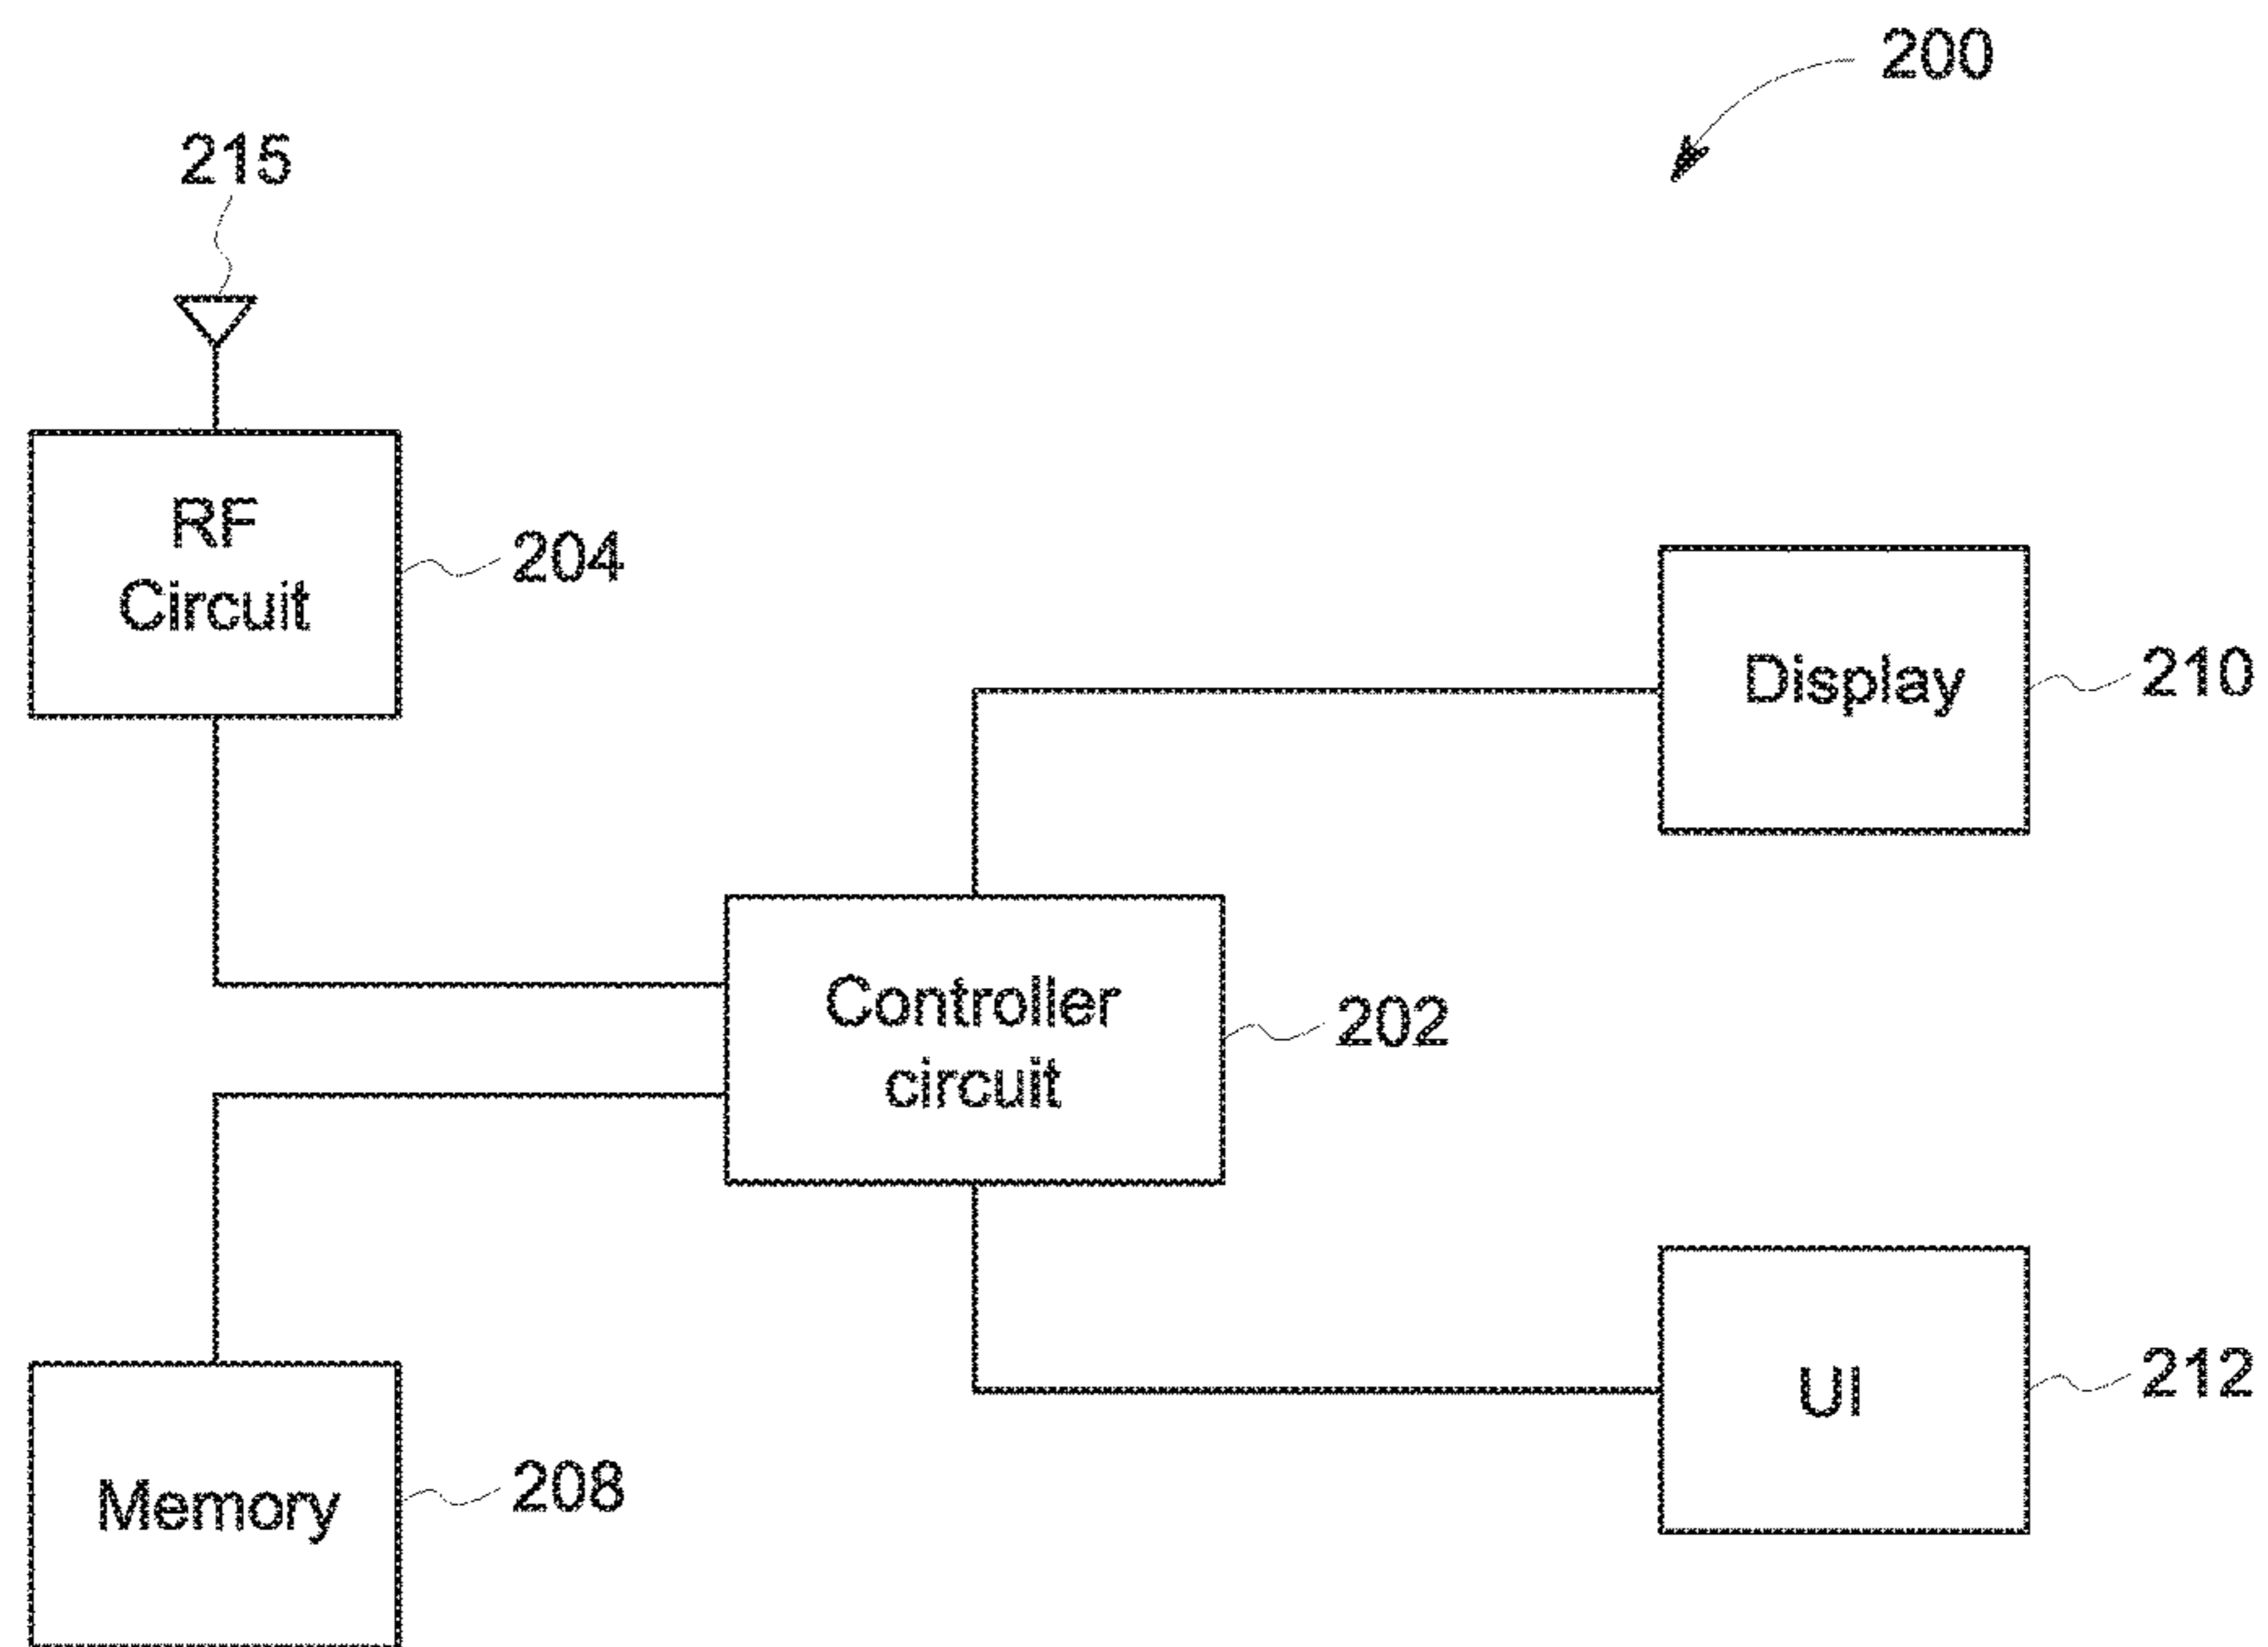 200
215
RF
Circuit
204
Display
210
Controller
circuit
202
UI
212
Memory
208